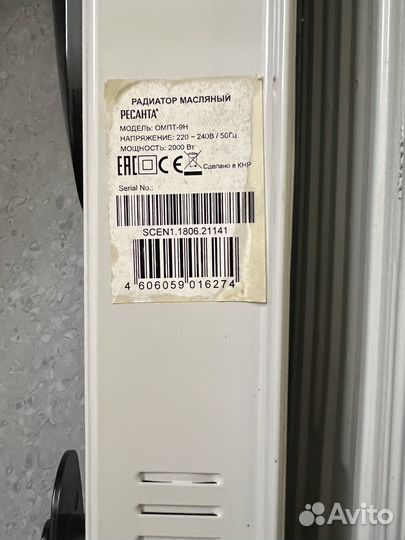 РАДИАТОР МАСЛЯНЫЙ
РЕСАНТА®
МОДЕЛЬ: ОМПТ-9Н
НАПРЯЖЕНИЕ: 220 ~ 240В / 50Гц
МОЩНОСТЬ: 2000 Вт
EAC CE Сделано в КНР
Serial No.:
SCEN1.1806.21141
4 606059 016274
Avito